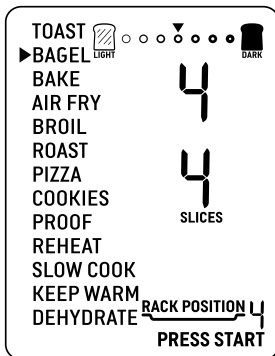 TOAST
▶BAGEL
LIGHT
DARK
BAKE
4
AIR FRY
BROIL
ROAST
4
PIZZA
COOKIES
SLICES
PROOF
REHEAT
SLOW COOK
KEEP WARM
DEHYDRATE
RACK POSITION 4
PRESS START